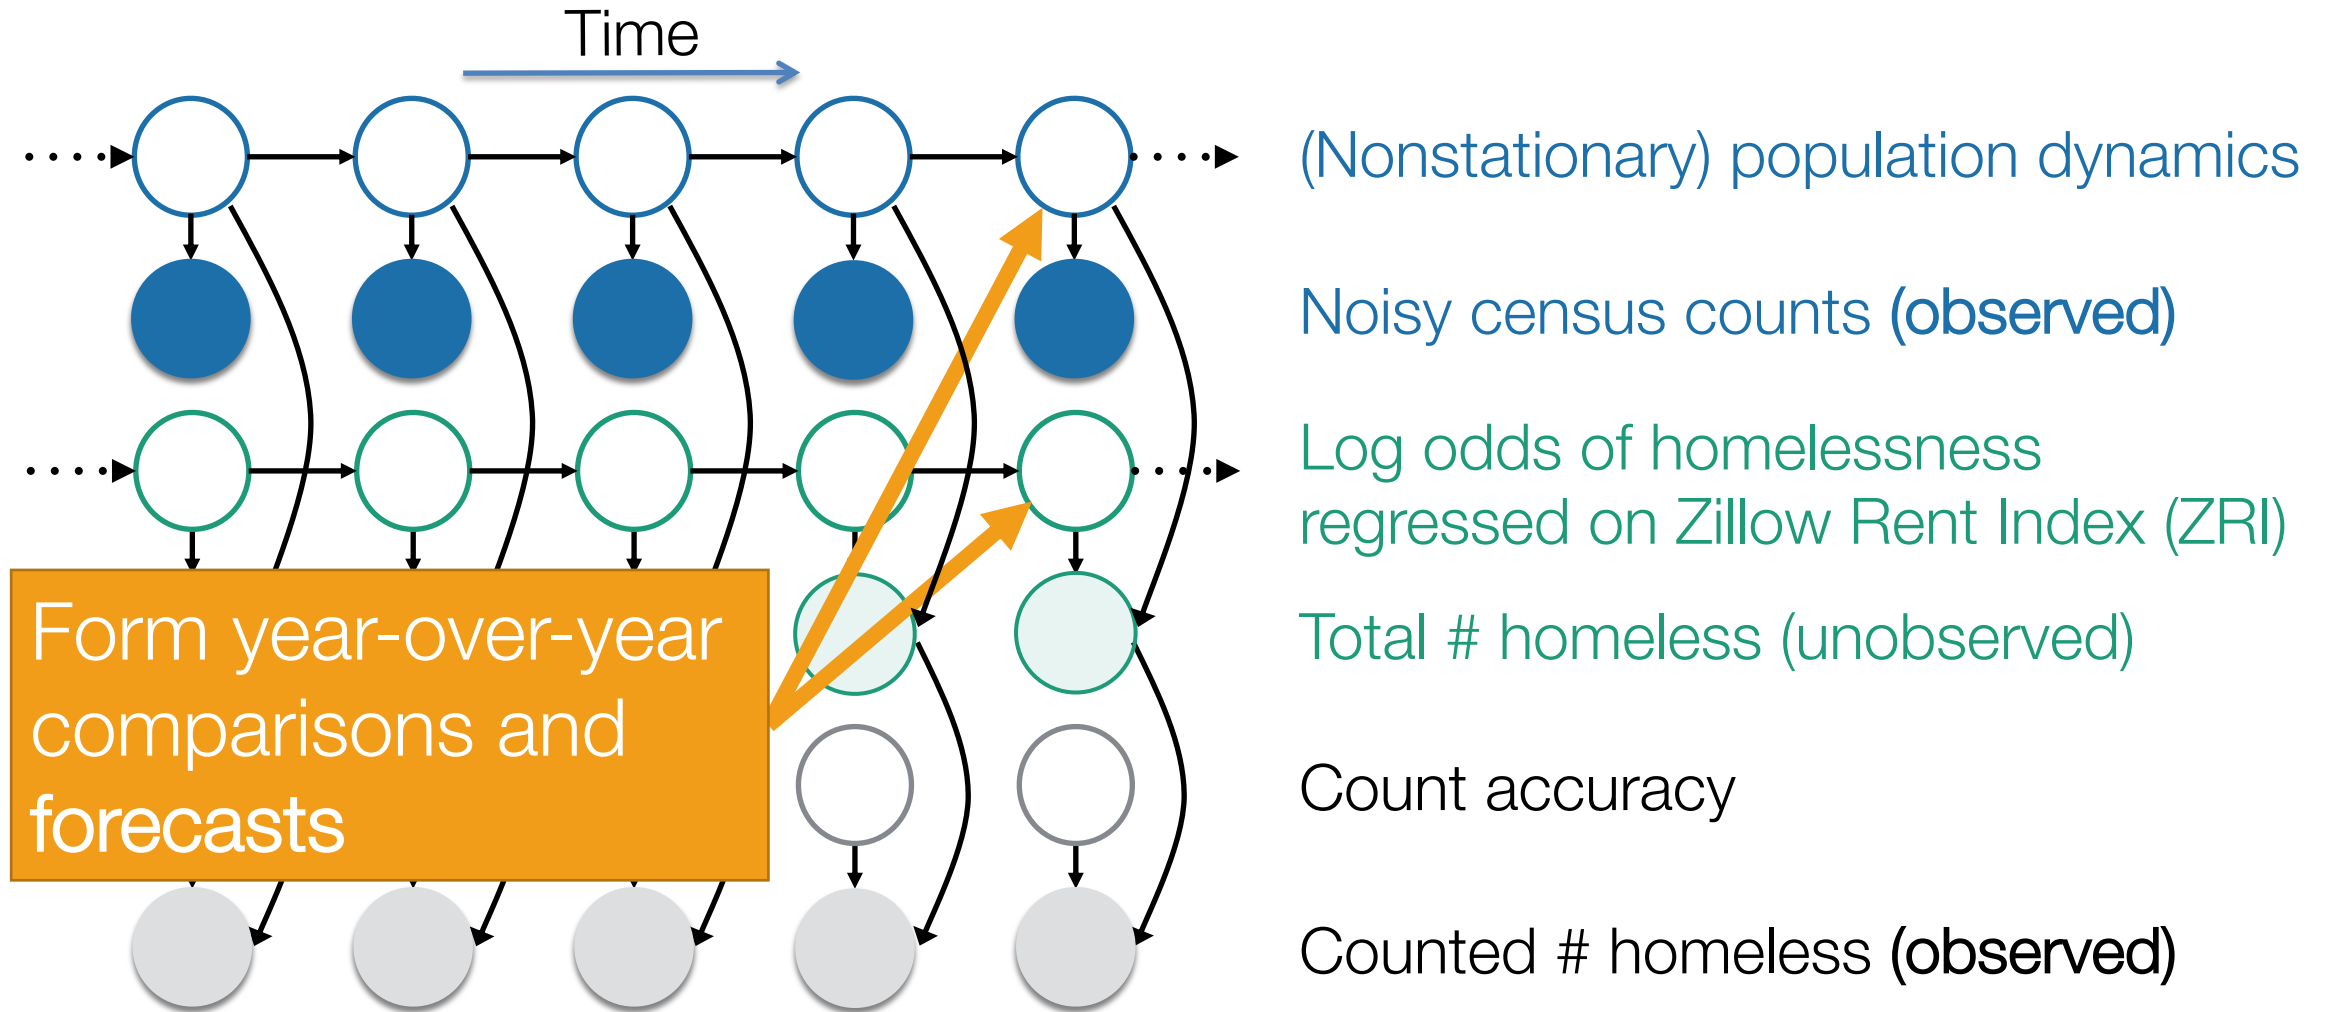 Time
(Nonstationary) population dynamics
Noisy census counts (observed)
Log odds of homelessness
regressed on Zillow Rent Index (ZRI)
Form year-over-year
comparisons and
forecasts
Total # homeless (unobserved)
Count accuracy
Counted # homeless (observed)